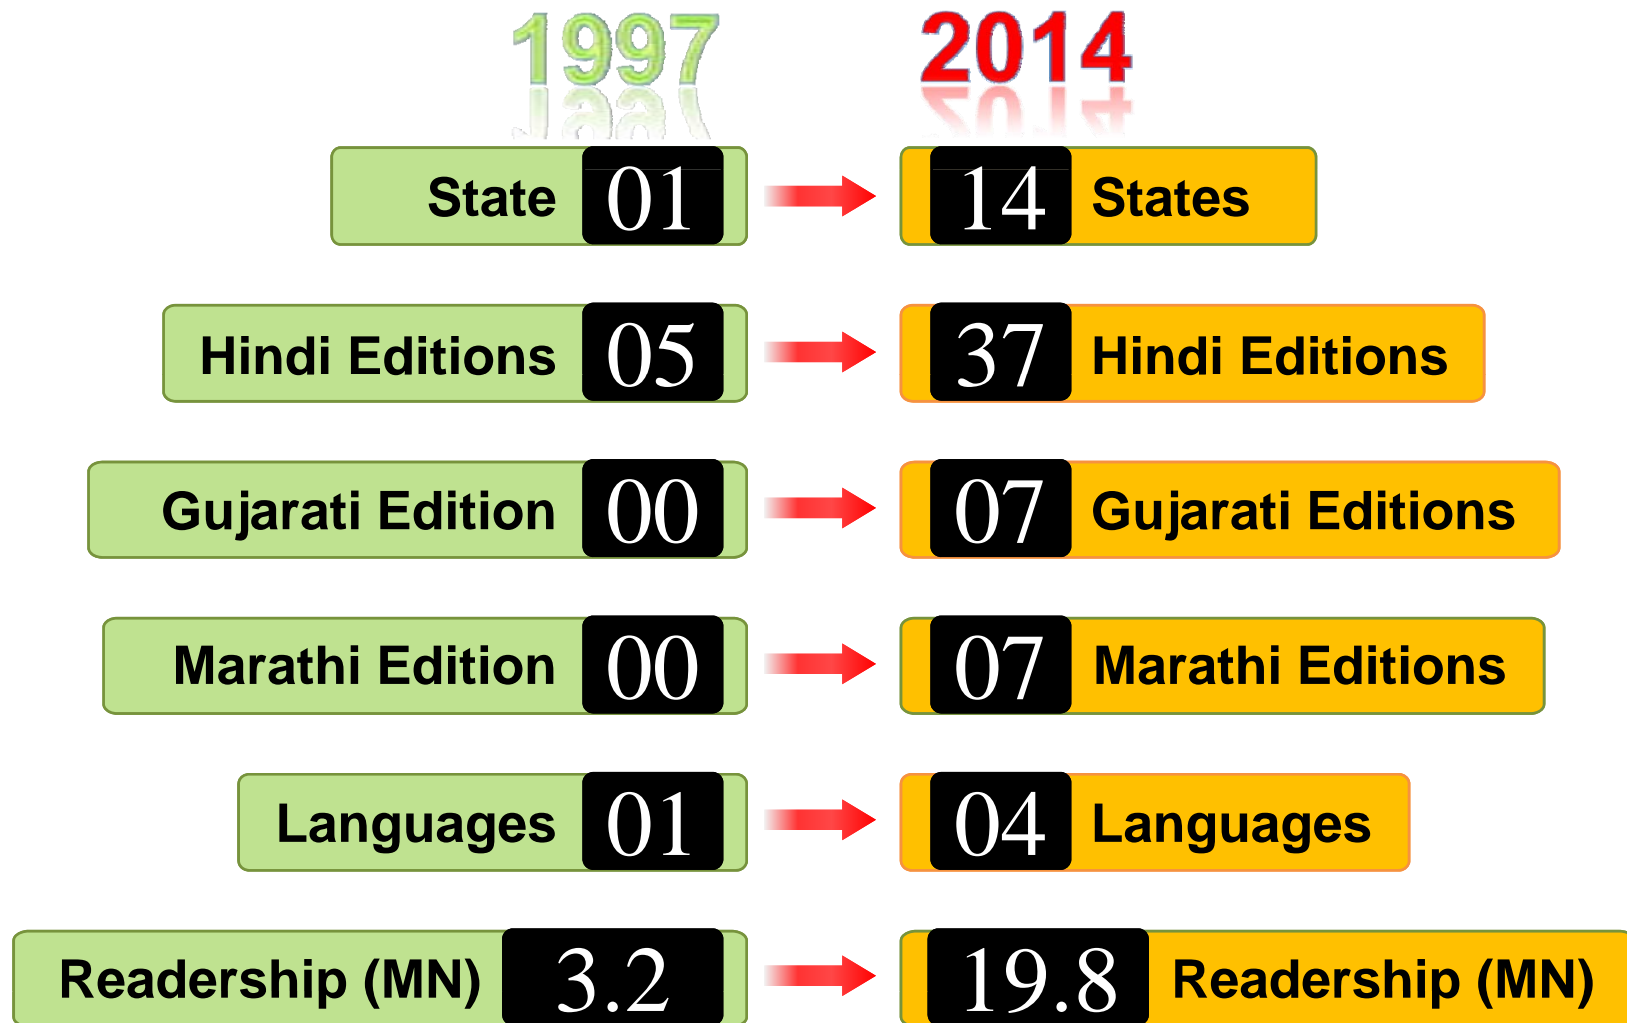 1997 2014
State 01 14 States
Hindi Editions 05 37 Hindi Editions
Gujarati Edition 00 07 Gujarati Editions
Marathi Edition 00 07 Marathi Editions
Languages 01 04 Languages
Readership (MN) 3.2 19.8 Readership (MN)